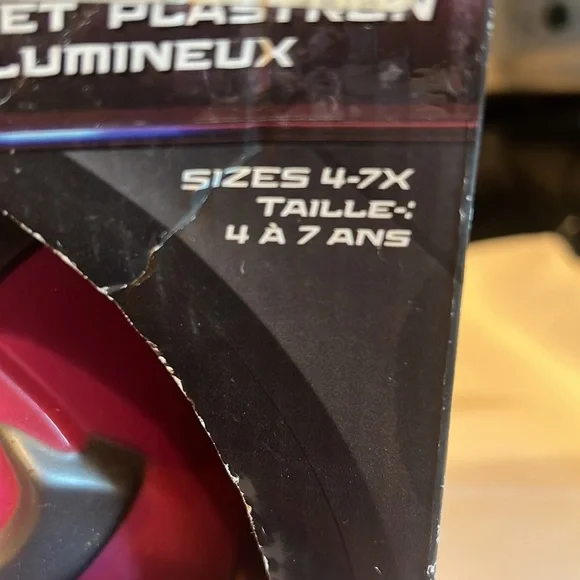 ET PLASTRON
LUMINEUX
SIZES 4-7X
TAILLE-:
4 À 7 ANS